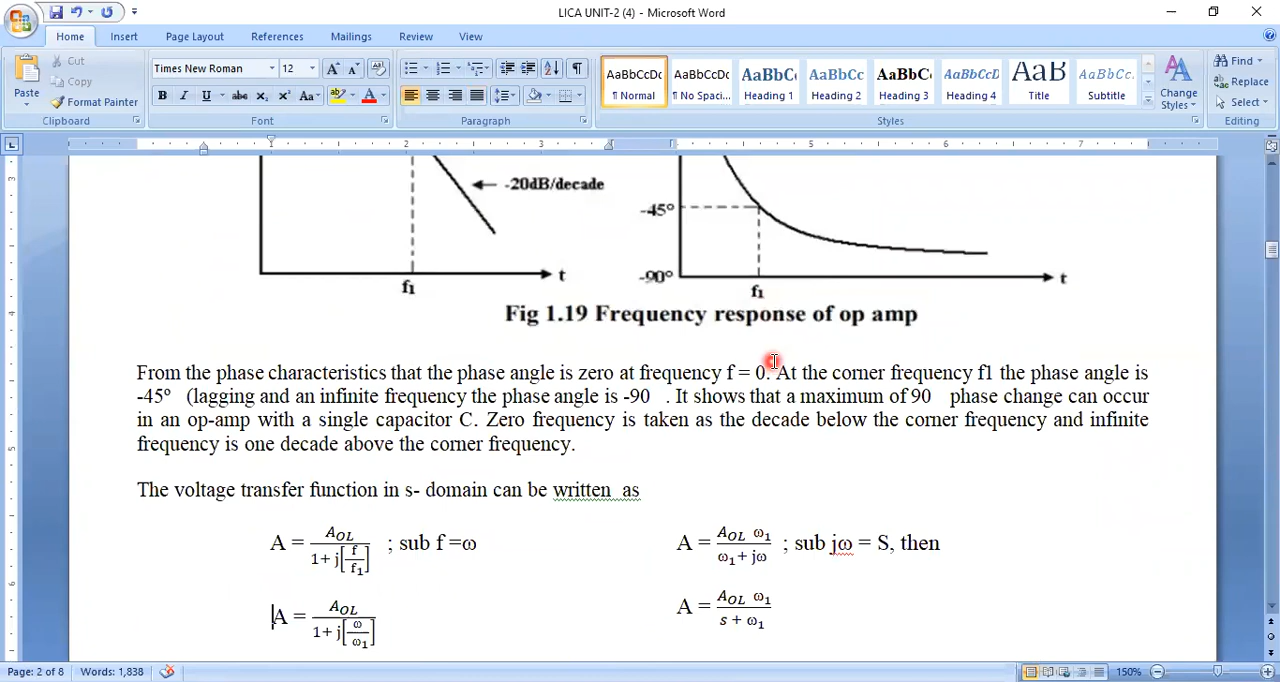 LICA UNIT-2 (4) - Microsoft Word
Home Insert Page Layout References Mailings Review View
Paste
Cut
Copy
Format Painter
Clipboard
Times New Roman 12
Font
Paragraph
AaBbCcDc AaBbCcDc AaBbC AaBbCc AaBbCc AaBbCcD AaB AaBbCcD
¶ Normal ¶ No Spaci... Heading 1 Heading 2 Heading 3 Heading 4 Title Subtitle
Styles
Change Styles
Find
Replace
Select
Editing
1 2 3 5 6 7
-20dB/decade
f₁
t
-45°
-90°
f₁
t
Fig 1.19 Frequency response of op amp
From the phase characteristics that the phase angle is zero at frequency f = 0. At the corner frequency f1 the phase angle is
-45° (lagging and an infinite frequency the phase angle is -90 . It shows that a maximum of 90 phase change can occur
in an op-amp with a single capacitor C. Zero frequency is taken as the decade below the corner frequency and infinite
frequency is one decade above the corner frequency.
The voltage transfer function in s- domain can be written as
A = A_OL / (1+ j[f/f₁]) ; sub f =ω
A = A_OL / (1+ j[ω/ω₁])
A = A_OL ω₁ / (ω₁+ jω) ; sub jω = S, then
A = A_OL ω₁ / (s + ω₁)
Page: 2 of 8 Words: 1,838 150%